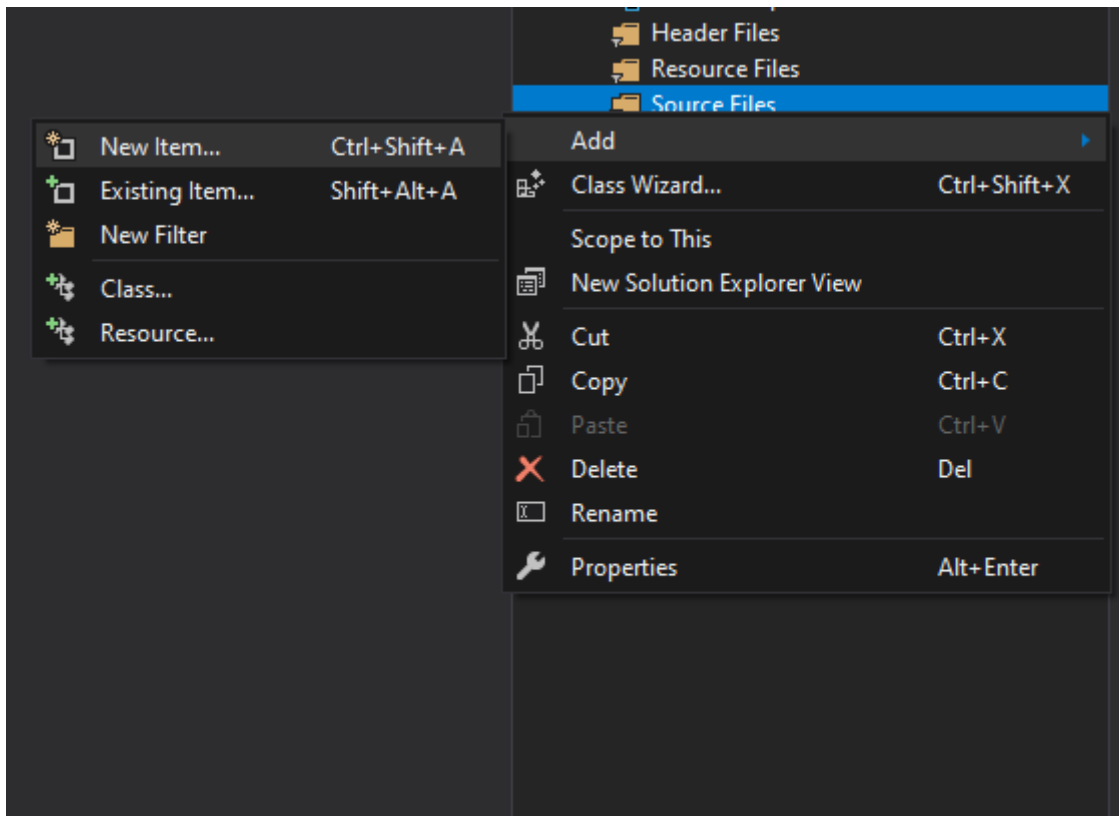 Header Files
Resource Files
Source Files
New Item... Ctrl+Shift+A
Existing Item... Shift+Alt+A
New Filter
Class...
Resource...
Add
Class Wizard... Ctrl+Shift+X
Scope to This
New Solution Explorer View
Cut Ctrl+X
Copy Ctrl+C
Paste Ctrl+V
Delete Del
Rename
Properties Alt+Enter